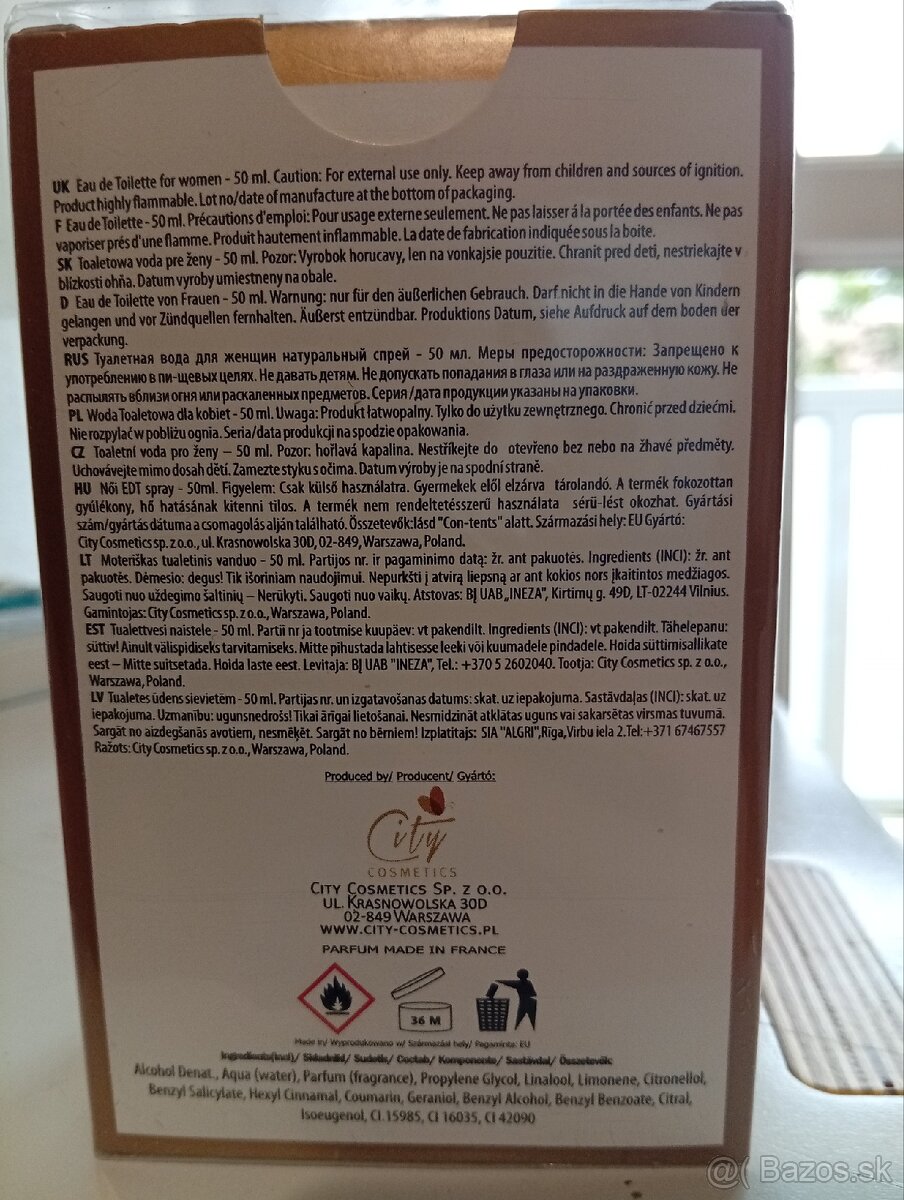 UK Eau de Toilette for women - 50 ml. Caution: For external use only. Keep away from children and sources of ignition.
Product highly flammable. Lot no/date of manufacture at the bottom of packaging.
F Eau de Toilette - 50 ml. Précautions d'emploi: Pour usage externe seulement. Ne pas laisser á la portée des enfants. Ne pas
vaporiser prés d'une flamme. Produit hautement inflammable. La date de fabrication indiquée sous la boite.
SK Toaletowa voda pre ženy - 50 ml. Pozor: Vyrobok horucavy, len na vonkajsie pouzitie. Chranit pred deti, nestriekajte v
blizkosti ohňa. Datum vyroby umiestneny na obale.
D Eau de Toilette von Frauen - 50 ml. Warnung: nur für den äußerlichen Gebrauch. Darf nicht in die Hande von Kindern
gelangen und vor Zündquellen fernhalten. Äußerst entzündbar. Produktions Datum, siehe Aufdruck auf dem boden der
verpackung.
RUS Туалетная вода для женщин натуральный спрей - 50 мл. Меры предосторожности: Запрещено к
употреблению в пи-щевых целях. Не давать детям. Не допускать попадания в глаза или на раздраженную кожу. Не
распылять вблизи огня или раскаленных предметов. Серия /дата продукции указаны на упаковки.
PL Woda Toaletowa dla kobiet - 50 ml. Uwaga: Produkt łatwopalny. Tylko do użytku zewnętrznego. Chronić przed dziećmi.
Nie rozpylać w pobliżu ognia. Seria/data produkcji na spodzie opakowania.
CZ Toaletní voda pro ženy – 50 ml. Pozor: hořlavá kapalina. Nestříkejte do otevřeno bez nebo na žhavé předměty.
Uchovávejte mimo dosah dětí. Zamezte styku s očima. Datum výroby je na spodní straně.
HU Női EDT spray - 50ml. Figyelem: Csak külső használatra. Gyermekek elől elzárva tárolandó. A termék fokozottan
gyúlékony, hő hatásának kitenni tilos. A termék nem rendeltetésszerű használata sérü-lést okozhat. Gyártási
szám/gyártás dátuma a csomagolás alján található. Összetevők:lásd "Con-tents" alatt. Származási hely: EU Gyártó:
City Cosmetics sp. z o.o., ul. Krasnowolska 30D, 02-849, Warszawa, Poland.
LT Moteriškas tualetinis vanduo - 50 ml. Partijos nr. ir pagaminimo datą: žr. ant pakuotės. Ingredients (INCI): žr. ant
pakuotės. Dėmesio: degus! Tik išoriniam naudojimui. Nepurkšti į atvirą liepsną ar ant kokios nors įkaitintos medžiagos.
Saugoti nuo uždegimo šaltinių – Nerūkyti. Saugoti nuo vaikų. Atstovas: BĮ UAB„INEZA", Kirtimų g. 49D, LT-02244 Vilnius.
Gamintojas: City Cosmetics sp. z o.o., Warszawa, Poland.
EST Tualettvesi naistele - 50 ml. Partii nr ja tootmise kuupäev: vt pakendilt. Ingredients (INCI): vt pakendilt. Tähelepanu:
süttiv! Ainult välispidiseks tarvitamiseks. Mitte pihustada lahtisesse leeki või kuumadele pindadele. Hoida süttimisallikate
eest – Mitte suitsetada. Hoida laste eest. Levitaja: BĮ UAB "INEZA", Tel.: +370 5 2602040. Tootja: City Cosmetics sp. z o.o.,
Warszawa, Poland.
LV Tualetes ūdens sievietēm - 50 ml. Partijas nr. un izgatavošanas datums: skat. uz iepakojuma. Sastāvdaļas (INCI): skat. uz
iepakojuma. Uzmanību: ugunsnedrošs! Tikai ārīgai lietošanai. Nesmidzināt atklātas uguns vai sakarsētas virsmas tuvumā.
Sargāt no aizdegšanās avotiem, nesmēķēt. Sargāt no bērniem! Izplatītajs: SIA "ALGRI",Rīga,Virbu iela 2.Tel:+371 67467557
Ražots: City Cosmetics sp. z o.o., Warszawa, Poland.
Produced by/ Producent/ Gyártó:
City
COSMETICS
CITY COSMETICS SP. Z O.O.
UL. KRASNOWOLSKA 30D
02-849 WARSZAWA
WWW.CITY-COSMETICS.PL
PARFUM MADE IN FRANCE
36 M
Made in/ Wyprodukowano w/ Származási hely/ Pagaminta: EU
Ingredients(inci)/ Składniki/ Sudetis/ Coctab/ Komponente/ Sastāvdaļ/ Összetevők:
Alcohol Denat., Aqua (water), Parfum (fragrance), Propylene Glycol, Linalool, Limonene, Citronellol,
Benzyl Salicylate, Hexyl Cinnamal, Coumarin, Geraniol, Benzyl Alcohol, Benzyl Benzoate, Citral,
Isoeugenol, CI 15985, CI 16035, CI 42090
@( Bazos.sk